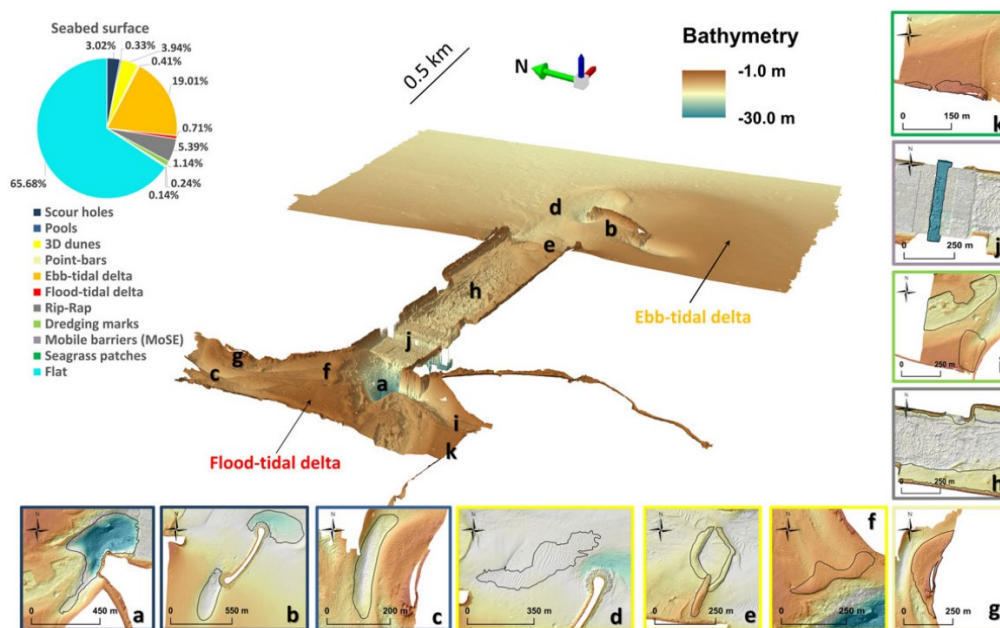 Seabed surface
3.02%
0.33%
3.94%
0.41%
19.01%
0.71%
5.39%
1.14%
0.24%
0.14%
65.68%
Scour holes
Pools
3D dunes
Point-bars
Ebb-tidal delta
Flood-tidal delta
Rip-Rap
Dredging marks
Mobile barriers (MoSE)
Seagrass patches
Flat
0.5 km
N
Bathymetry
-1.0 m
-30.0 m
d
b
e
h
Ebb-tidal delta
j
g
f
c
a
i
k
Flood-tidal delta
N
0 150 m
k
N
0 250 m
j
N
0 250 m
i
N
0 250 m
h
N
0 450 m
a
N
0 550 m
b
N
0 200 m
c
N
0 350 m
d
N
0 250 m
e
f
N
0 250 m
N
0 250 m
g